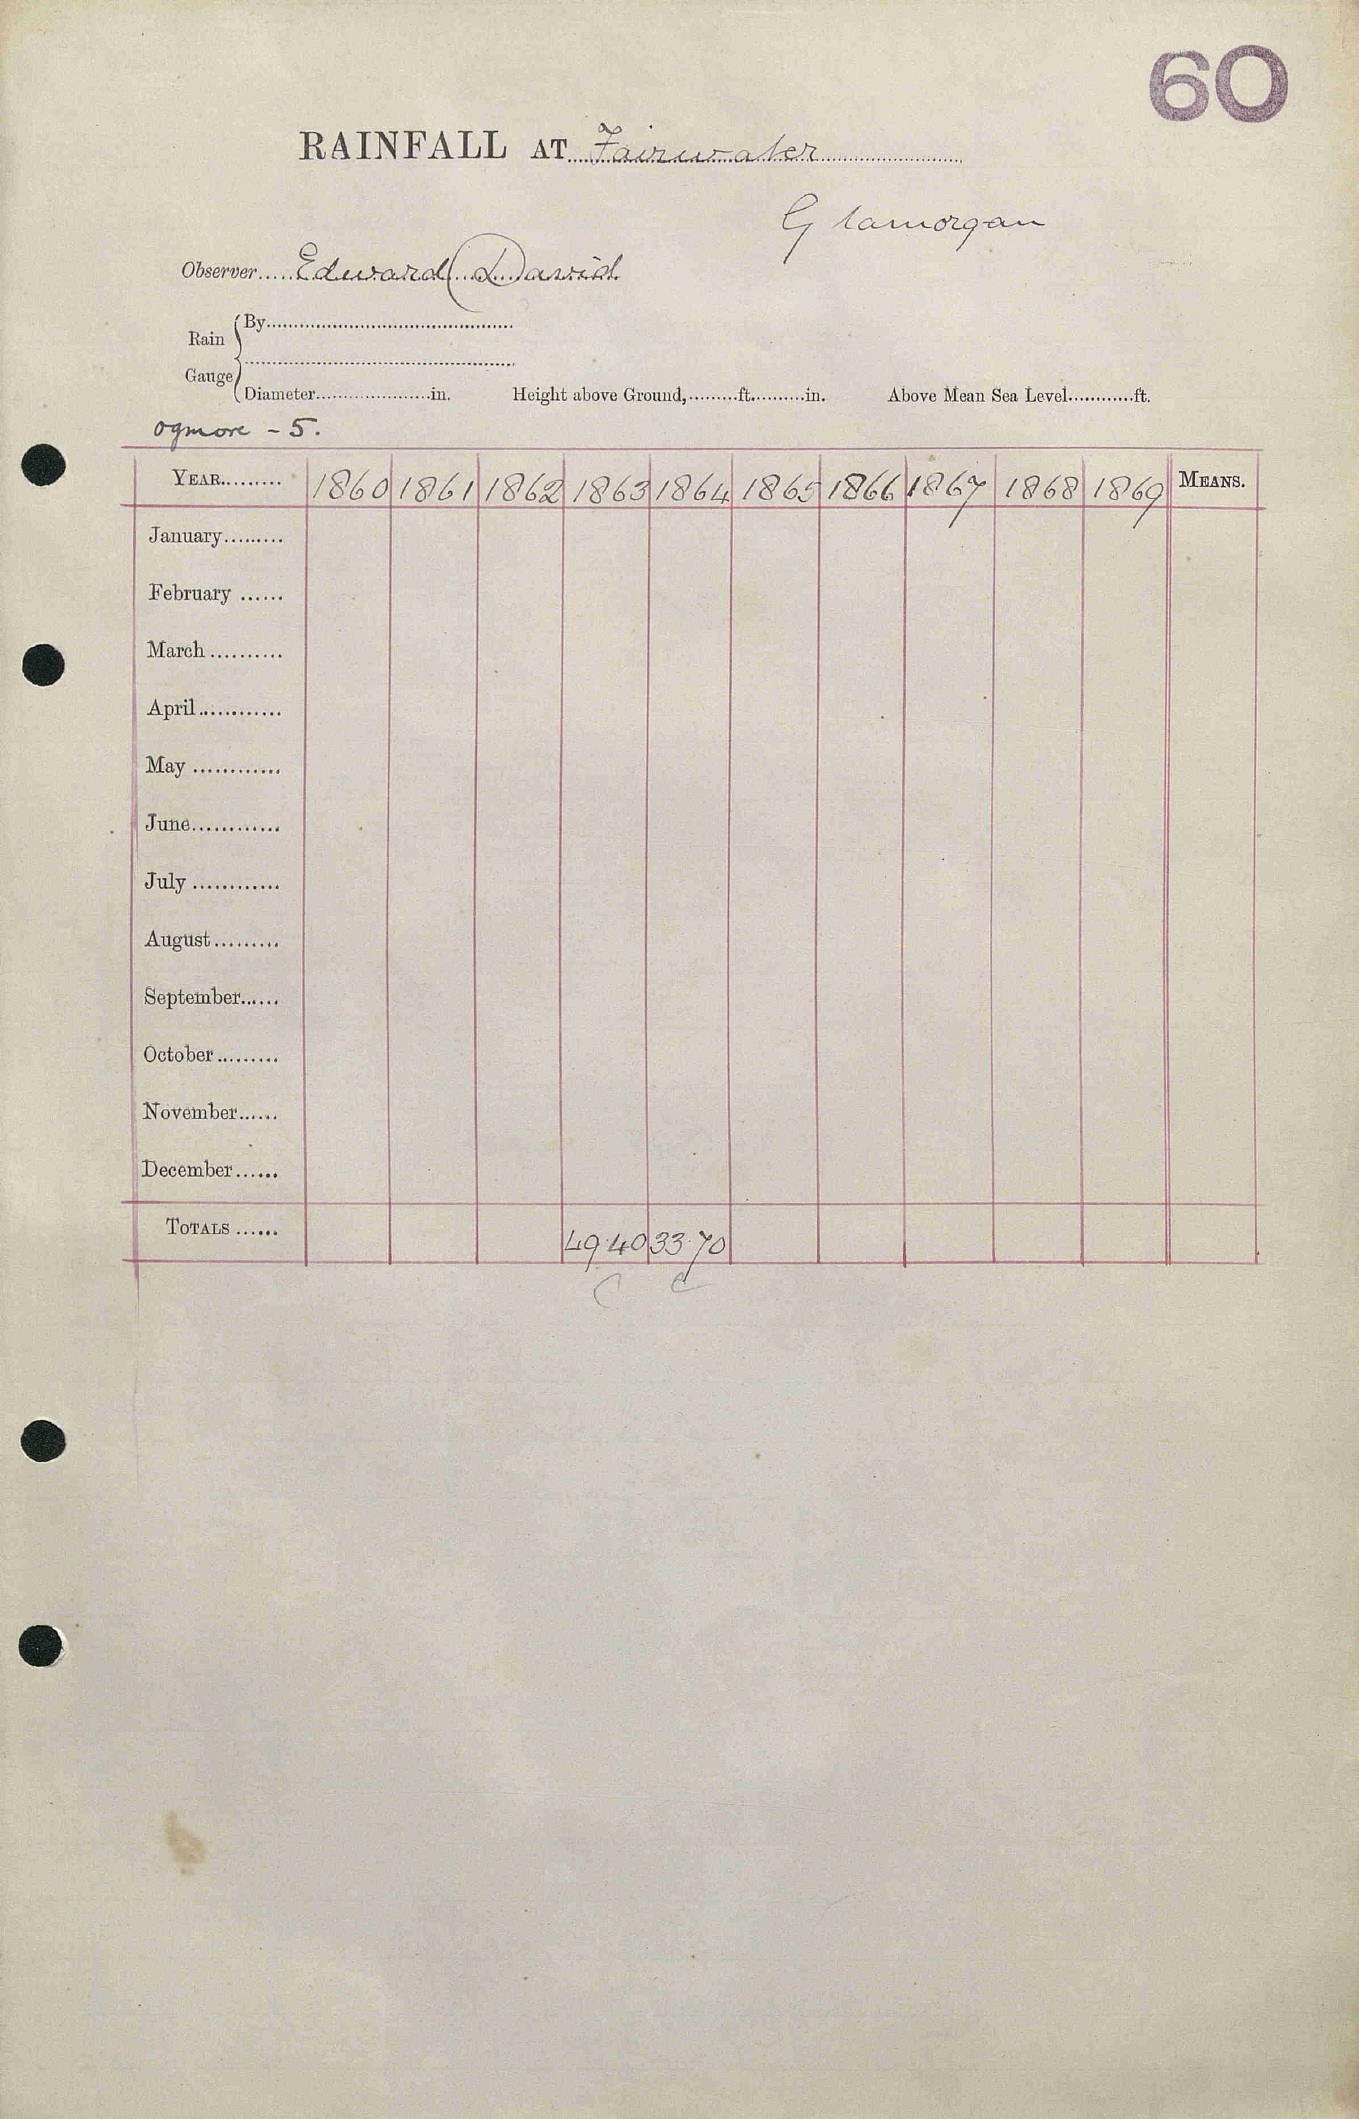 60
RAINFALL AT Fairwater
Glamorgan
Observer Edward David
Rain Gauge
By
Diameter in. Height above Ground, ft. in. Above Mean Sea Level ft.
Ogmore - 5.
YEAR 1860 1861 1862 1863 1864 1865 1866 1867 1868 1869 MEANS.
January
February
March
April
May
June
July
August
September
October
November
December
TOTALS 49.40 33.70
C C